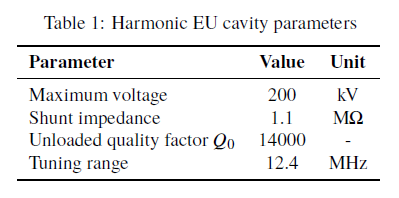 Table 1: Harmonic EU cavity parameters
Parameter Value Unit
Maximum voltage 200 kV
Shunt impedance 1.1 MΩ
Unloaded quality factor Q0 14000 -
Tuning range 12.4 MHz